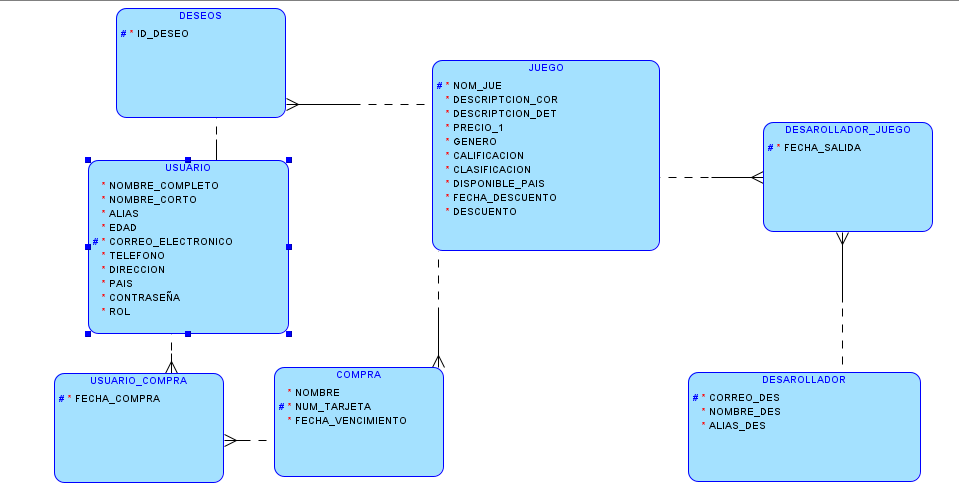 DESEOS
# * ID_DESEO
JUEGO
# * NOM_JUE
* DESCRIPTCION_COR
* DESCRIPTCION_DET
* PRECIO_1
* GENERO
* CALIFICACION
* CLASIFICACION
* DISPONIBLE_PAIS
* FECHA_DESCUENTO
* DESCUENTO
DESAROLLADOR_JUEGO
# * FECHA_SALIDA
USUARIO
* NOMBRE_COMPLETO
* NOMBRE_CORTO
* ALIAS
* EDAD
# * CORREO_ELECTRONICO
* TELEFONO
* DIRECCION
* PAIS
* CONTRASEÑA
* ROL
USUARIO_COMPRA
# * FECHA_COMPRA
COMPRA
* NOMBRE
# * NUM_TARJETA
* FECHA_VENCIMIENTO
DESAROLLADOR
# * CORREO_DES
* NOMBRE_DES
* ALIAS_DES